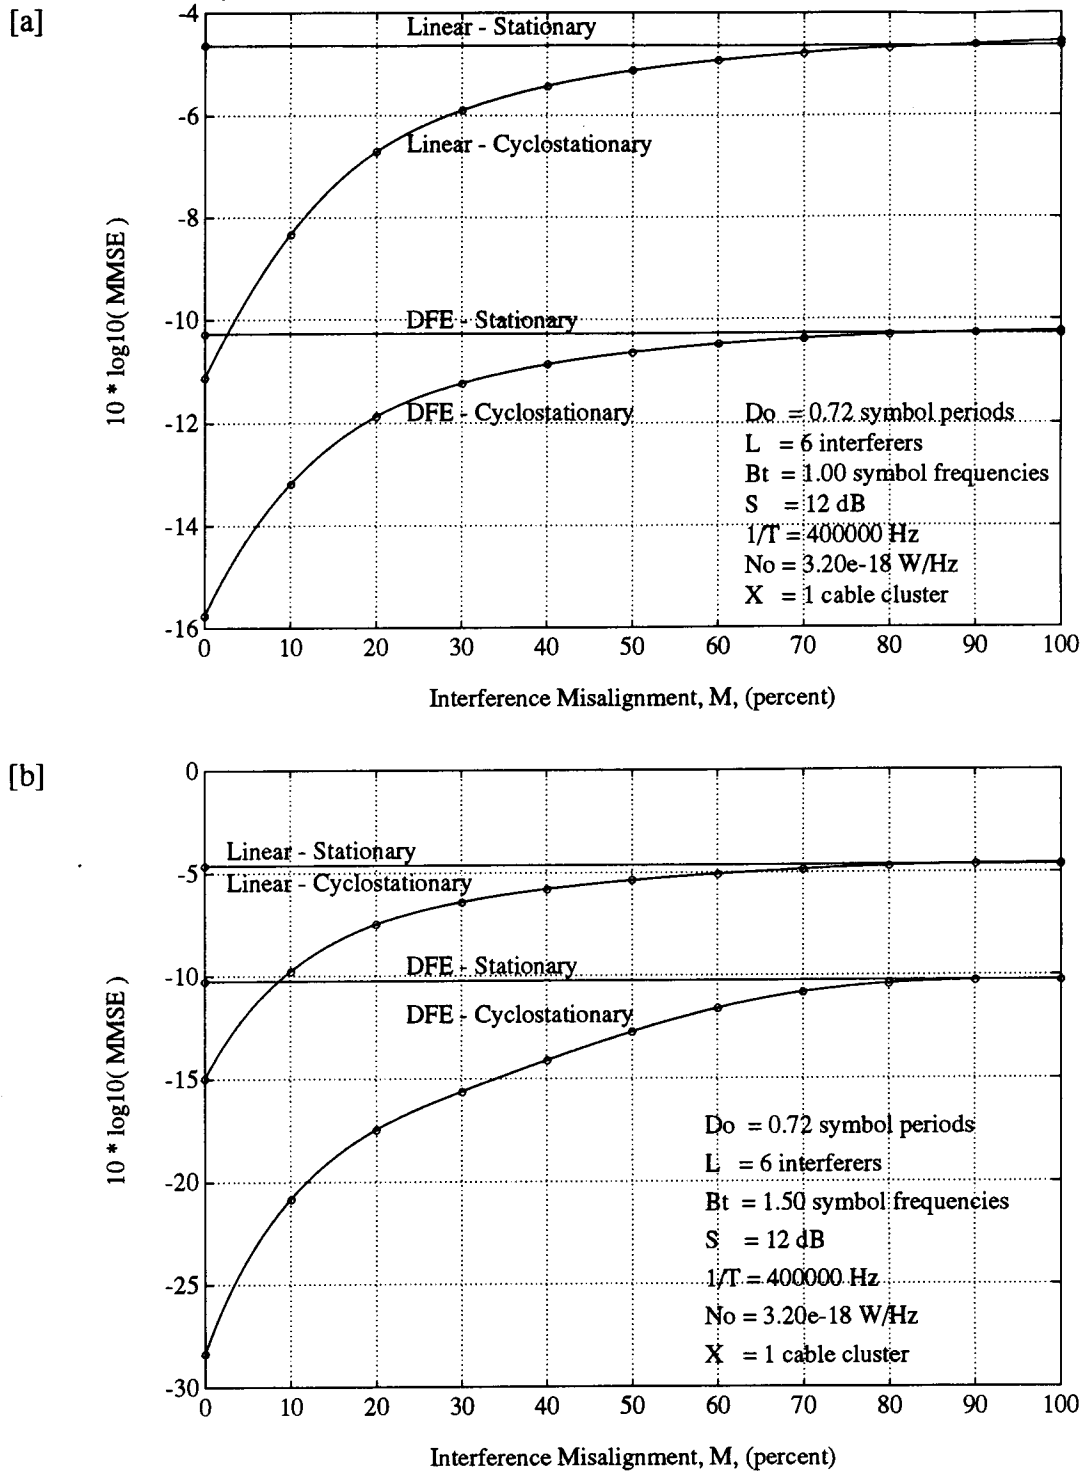 [a]
-4
-6
-8
-10
-12
-14
-16
10 * log10( MMSE )
Linear - Stationary
Linear - Cyclostationary
DFE - Stationary
DFE - Cyclostationary
Do = 0.72 symbol periods
L = 6 interferers
Bt = 1.00 symbol frequencies
S = 12 dB
1/T = 400000 Hz
No = 3.20e-18 W/Hz
X = 1 cable cluster
0 10 20 30 40 50 60 70 80 90 100
Interference Misalignment, M, (percent)
[b]
0
-5
-10
-15
-20
-25
-30
10 * log10( MMSE )
Linear - Stationary
Linear - Cyclostationary
DFE - Stationary
DFE - Cyclostationary
Do = 0.72 symbol periods
L = 6 interferers
Bt = 1.50 symbol frequencies
S = 12 dB
1/T = 400000 Hz
No = 3.20e-18 W/Hz
X = 1 cable cluster
0 10 20 30 40 50 60 70 80 90 100
Interference Misalignment, M, (percent)